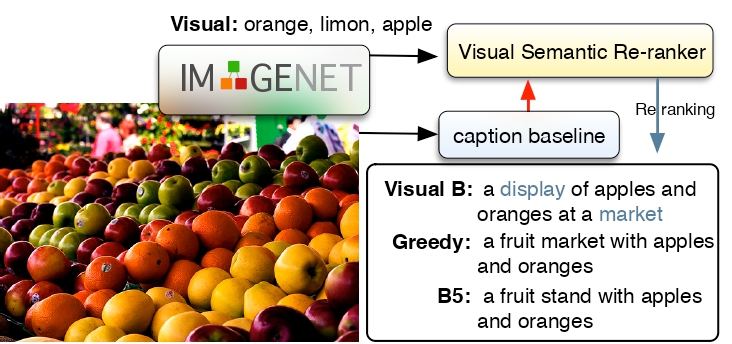 Visual: orange, limon, apple
IMAGENET
Visual Semantic Re-ranker
Re ranking
caption baseline
Visual B: a display of apples and
oranges at a market
Greedy: a fruit market with apples
and oranges
B5: a fruit stand with apples
and oranges